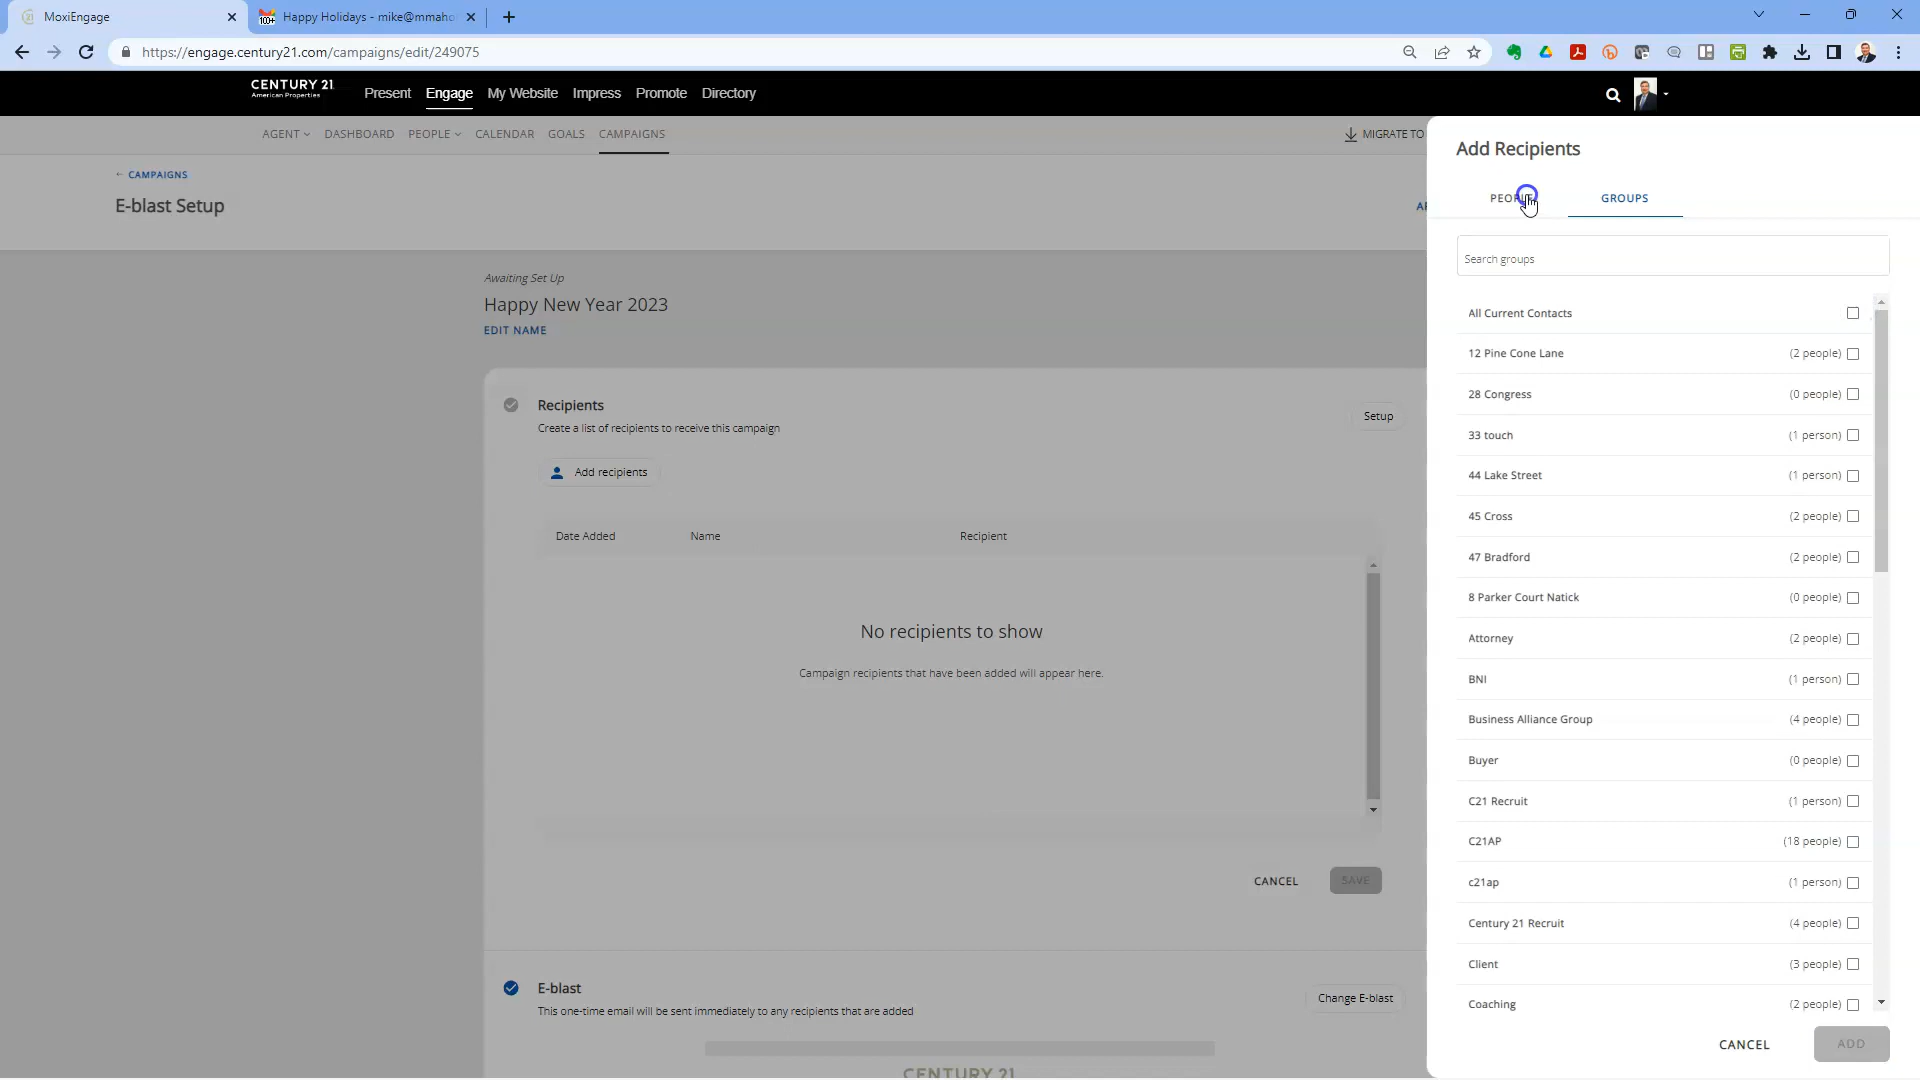 MoxiEngage
Happy Holidays - mike@mmaho
https://engage.century21.com/campaigns/edit/249075
CENTURY 21
American Properties
Present
Engage
My Website
Impress
Promote
Directory
AGENT
DASHBOARD
PEOPLE
CALENDAR
GOALS
CAMPAIGNS
MIGRATE TO
← CAMPAIGNS
E-blast Setup
Awaiting Set Up
Happy New Year 2023
EDIT NAME
Recipients
Create a list of recipients to receive this campaign
Setup
Add recipients
Date Added Name Recipient
No recipients to show
Campaign recipients that have been added will appear here.
CANCEL
SAVE
E-blast
This one-time email will be sent immediately to any recipients that are added
Change E-blast
CENTURY 21
Add Recipients
GROUPS
Search groups
All Current Contacts
12 Pine Cone Lane (2 people)
28 Congress (0 people)
33 touch (1 person)
44 Lake Street (1 person)
45 Cross (2 people)
47 Bradford (2 people)
8 Parker Court Natick (0 people)
Attorney (2 people)
BNI (1 person)
Business Alliance Group (4 people)
Buyer (0 people)
C21 Recruit (1 person)
C21AP (18 people)
c21ap (1 person)
Century 21 Recruit (4 people)
Client (3 people)
Coaching (2 people)
CANCEL
ADD